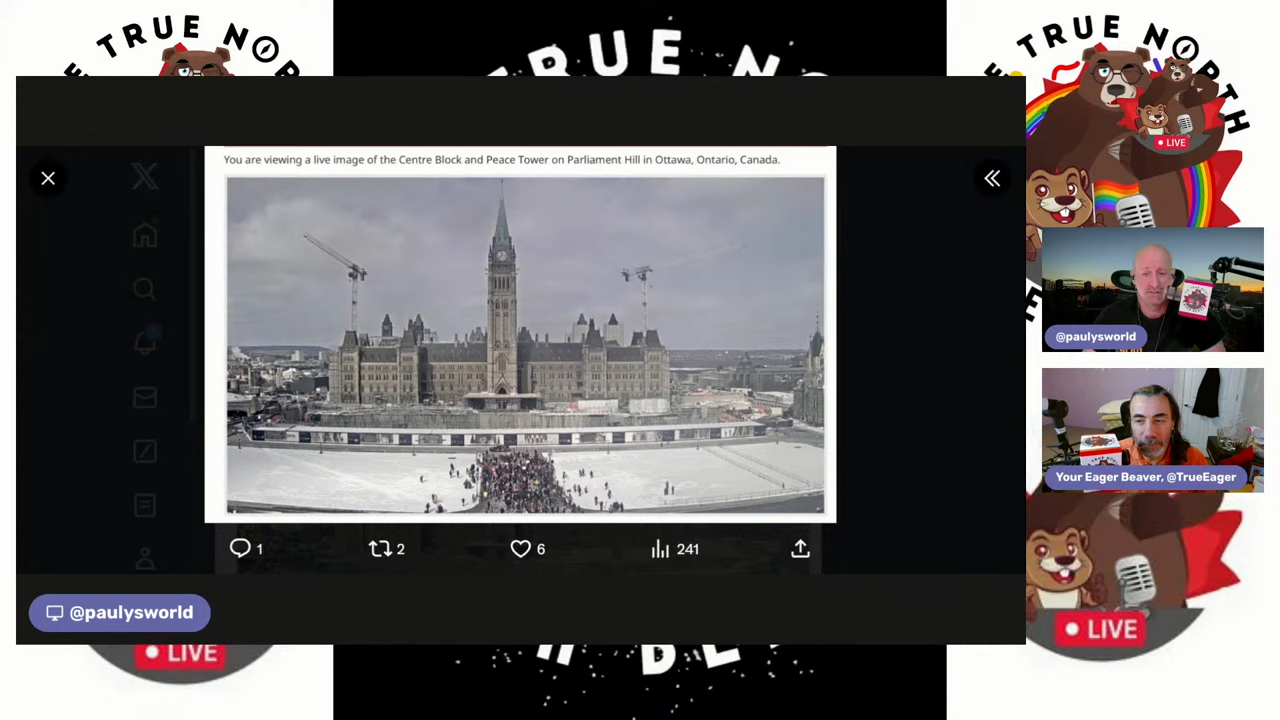 TRUE NO
TRUE NO
TRUE NORTH
LIVE
You are viewing a live image of the Centre Block and Peace Tower on Parliament Hill in Ottawa, Ontario, Canada.
X
@paulysworld
Your Eager Beaver, @TrueEager
1
2
6
241
@paulysworld
LIVE
LIVE